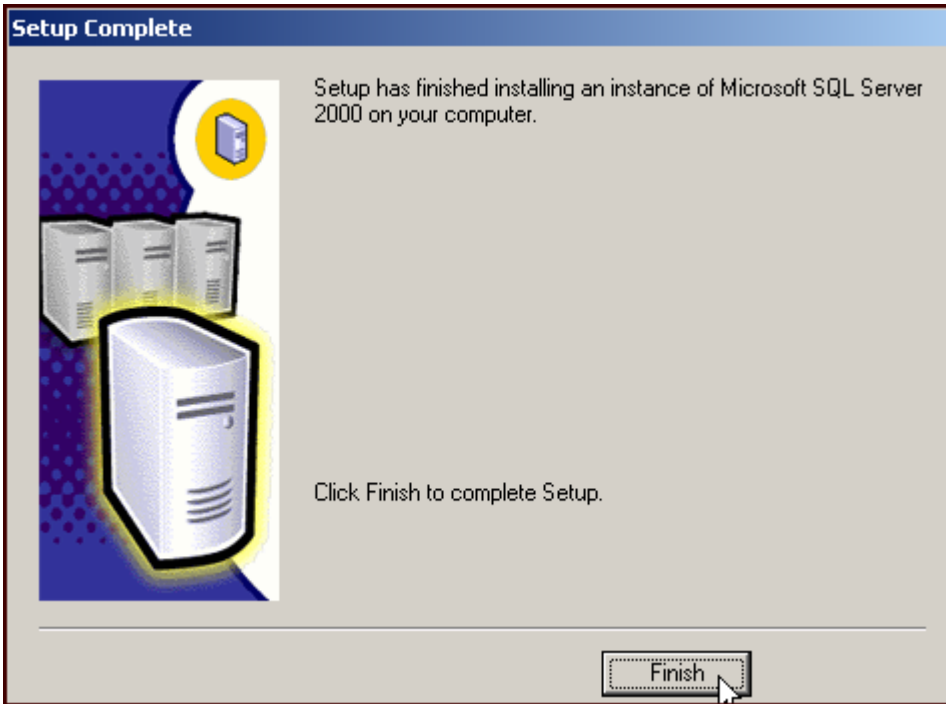 Setup Complete
Setup has finished installing an instance of Microsoft SQL Server
2000 on your computer.
Click Finish to complete Setup.
Finish